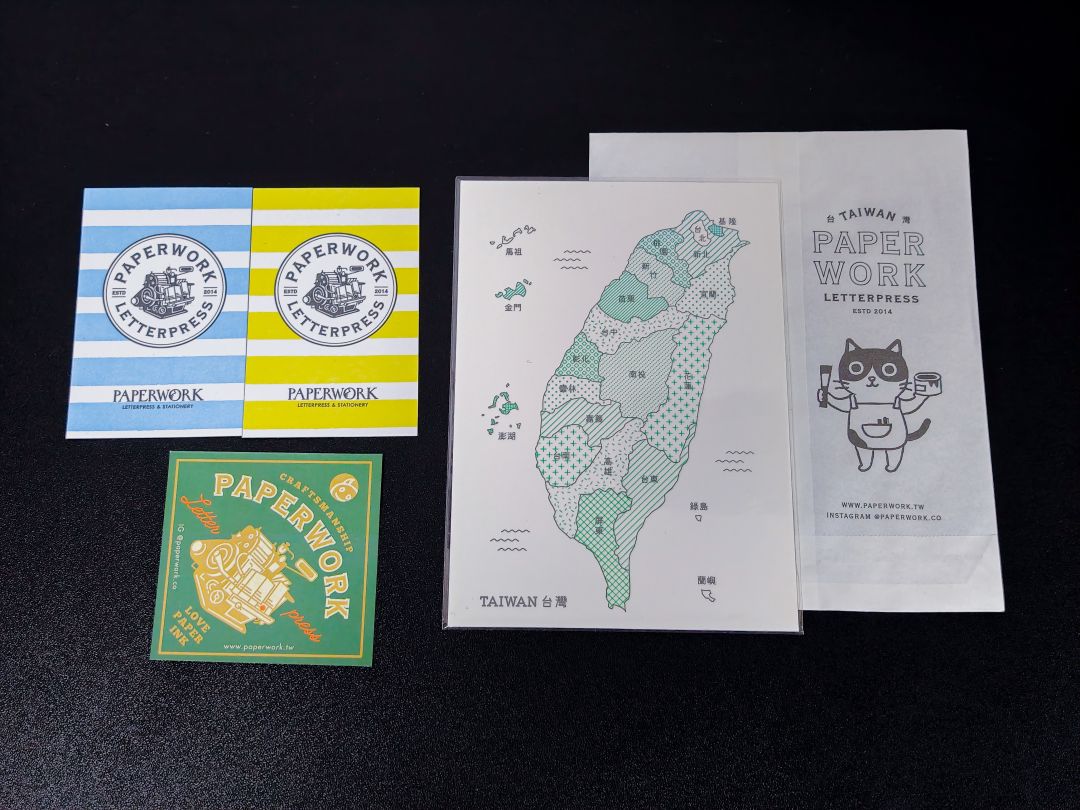 PAPERWORK
ESTD 2014
LETTERPRESS
PAPERWORK
LETTERPRESS & STATIONERY
PAPERWORK
ESTD 2014
LETTERPRESS
PAPERWORK
LETTERPRESS & STATIONERY
CRAFTSMANSHIP
PAPERWORK
Letter
press
IG @paperwork.co
LOVE
PAPER
INK
www.paperwork.tw
馬祖
金門
澎湖
基隆
台北
新北
桃園
新竹
宜蘭
苗栗
台中
彰化
南投
花蓮
雲林
嘉義
台南
高雄
台東
屏東
綠島
蘭嶼
TAIWAN 台灣
台 TAIWAN 灣
PAPER
WORK
LETTERPRESS
ESTD 2014
WWW.PAPERWORK.TW
INSTAGRAM @PAPERWORK.CO